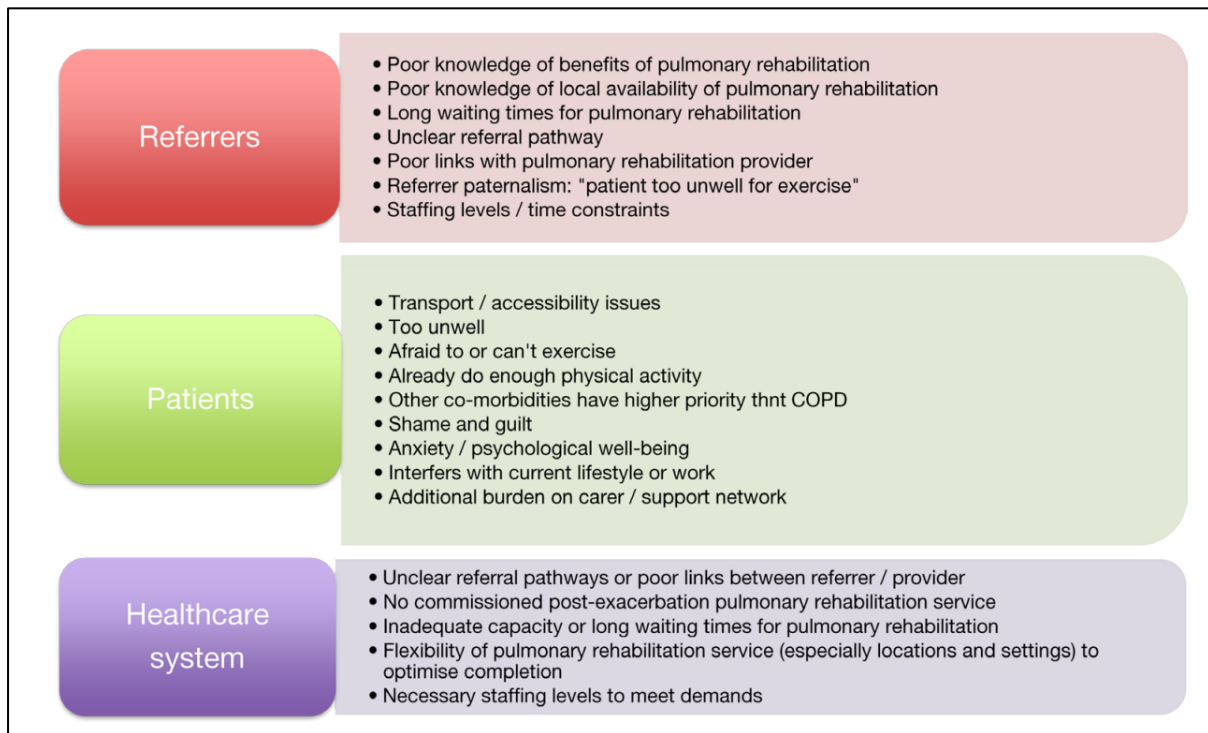 Referrers
• Poor knowledge of benefits of pulmonary rehabilitation
• Poor knowledge of local availability of pulmonary rehabilitation
• Long waiting times for pulmonary rehabilitation
• Unclear referral pathway
• Poor links with pulmonary rehabilitation provider
• Referrer paternalism: "patient too unwell for exercise"
• Staffing levels / time constraints
Patients
• Transport / accessibility issues
• Too unwell
• Afraid to or can't exercise
• Already do enough physical activity
• Other co-morbidities have higher priority thnt COPD
• Shame and guilt
• Anxiety / psychological well-being
• Interfers with current lifestyle or work
• Additional burden on carer / support network
Healthcare
system
• Unclear referral pathways or poor links between referrer / provider
• No commissioned post-exacerbation pulmonary rehabilitation service
• Inadequate capacity or long waiting times for pulmonary rehabilitation
• Flexibility of pulmonary rehabilitation service (especially locations and settings) to
optimise completion
• Necessary staffing levels to meet demands